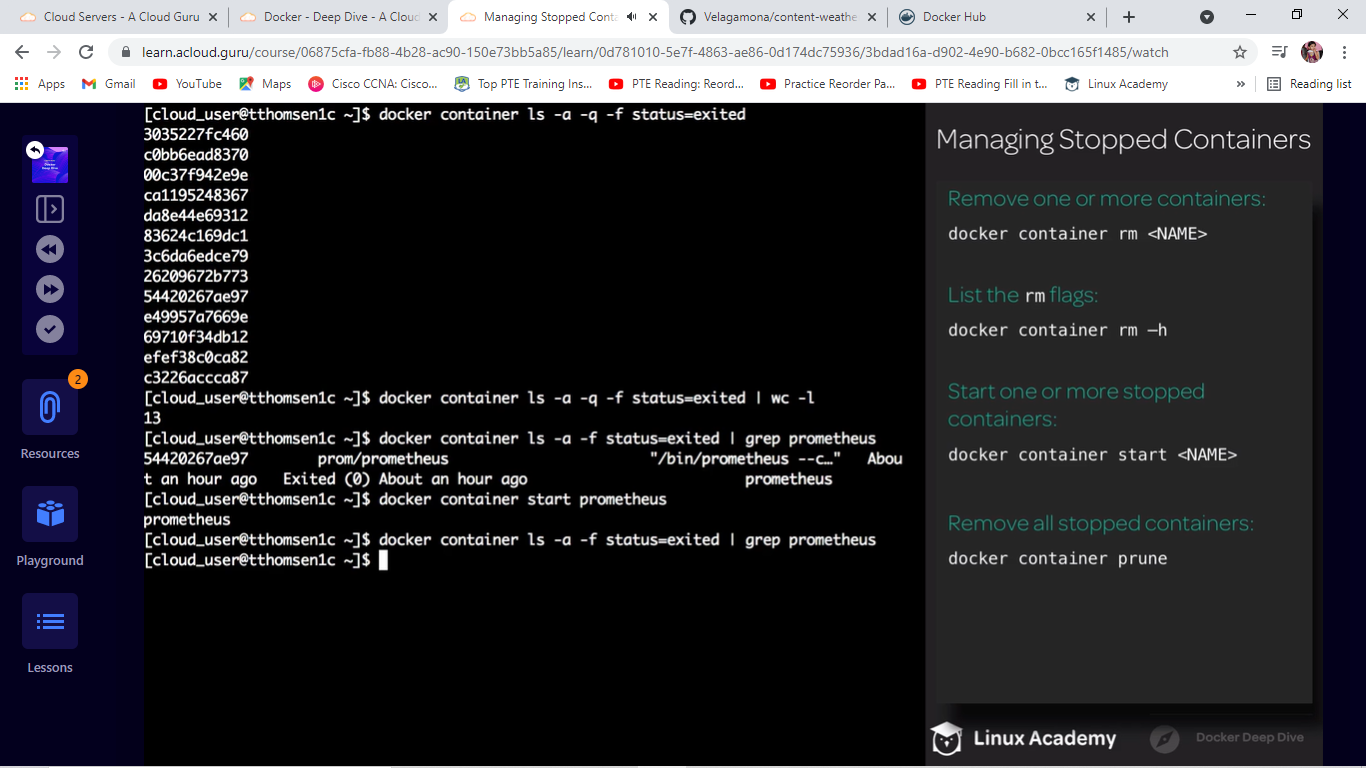 Cloud Servers - A Cloud Guru
Docker - Deep Dive - A Cloud
Managing Stopped Conta
Velagamona/content-weathe
Docker Hub
learn.acloud.guru/course/06875cfa-fb88-4b28-ac90-150e73bb5a85/learn/0d781010-5e7f-4863-ae86-0d174dc75936/3bdad16a-d902-4e90-b682-0bcc165f1485/watch
Apps
Gmail
YouTube
Maps
Cisco CCNA: Cisco...
Top PTE Training Ins...
PTE Reading: Reord...
Practice Reorder Pa...
PTE Reading Fill in t...
Linux Academy
»
Reading list
2
Resources
Playground
Lessons
[cloud_user@tthomsen1c ~]$ docker container ls -a -q -f status=exited
3035227fc460
c0bb6ead8370
00c37f942e9e
ca1195248367
da8e44e69312
83624c169dc1
3c6da6edce79
26209672b773
54420267ae97
e49957a7669e
69710f34db12
efef38c0ca82
c3226accca87
[cloud_user@tthomsen1c ~]$ docker container ls -a -q -f status=exited | wc -l
13
[cloud_user@tthomsen1c ~]$ docker container ls -a -f status=exited | grep prometheus
54420267ae97 prom/prometheus "/bin/prometheus --c…" Abou
t an hour ago Exited (0) About an hour ago prometheus
[cloud_user@tthomsen1c ~]$ docker container start prometheus
prometheus
[cloud_user@tthomsen1c ~]$ docker container ls -a -f status=exited | grep prometheus
[cloud_user@tthomsen1c ~]$
Managing Stopped Containers
Remove one or more containers:
docker container rm <NAME>
List the rm flags:
docker container rm –h
Start one or more stopped
containers:
docker container start <NAME>
Remove all stopped containers:
docker container prune
Linux Academy
Docker Deep Dive